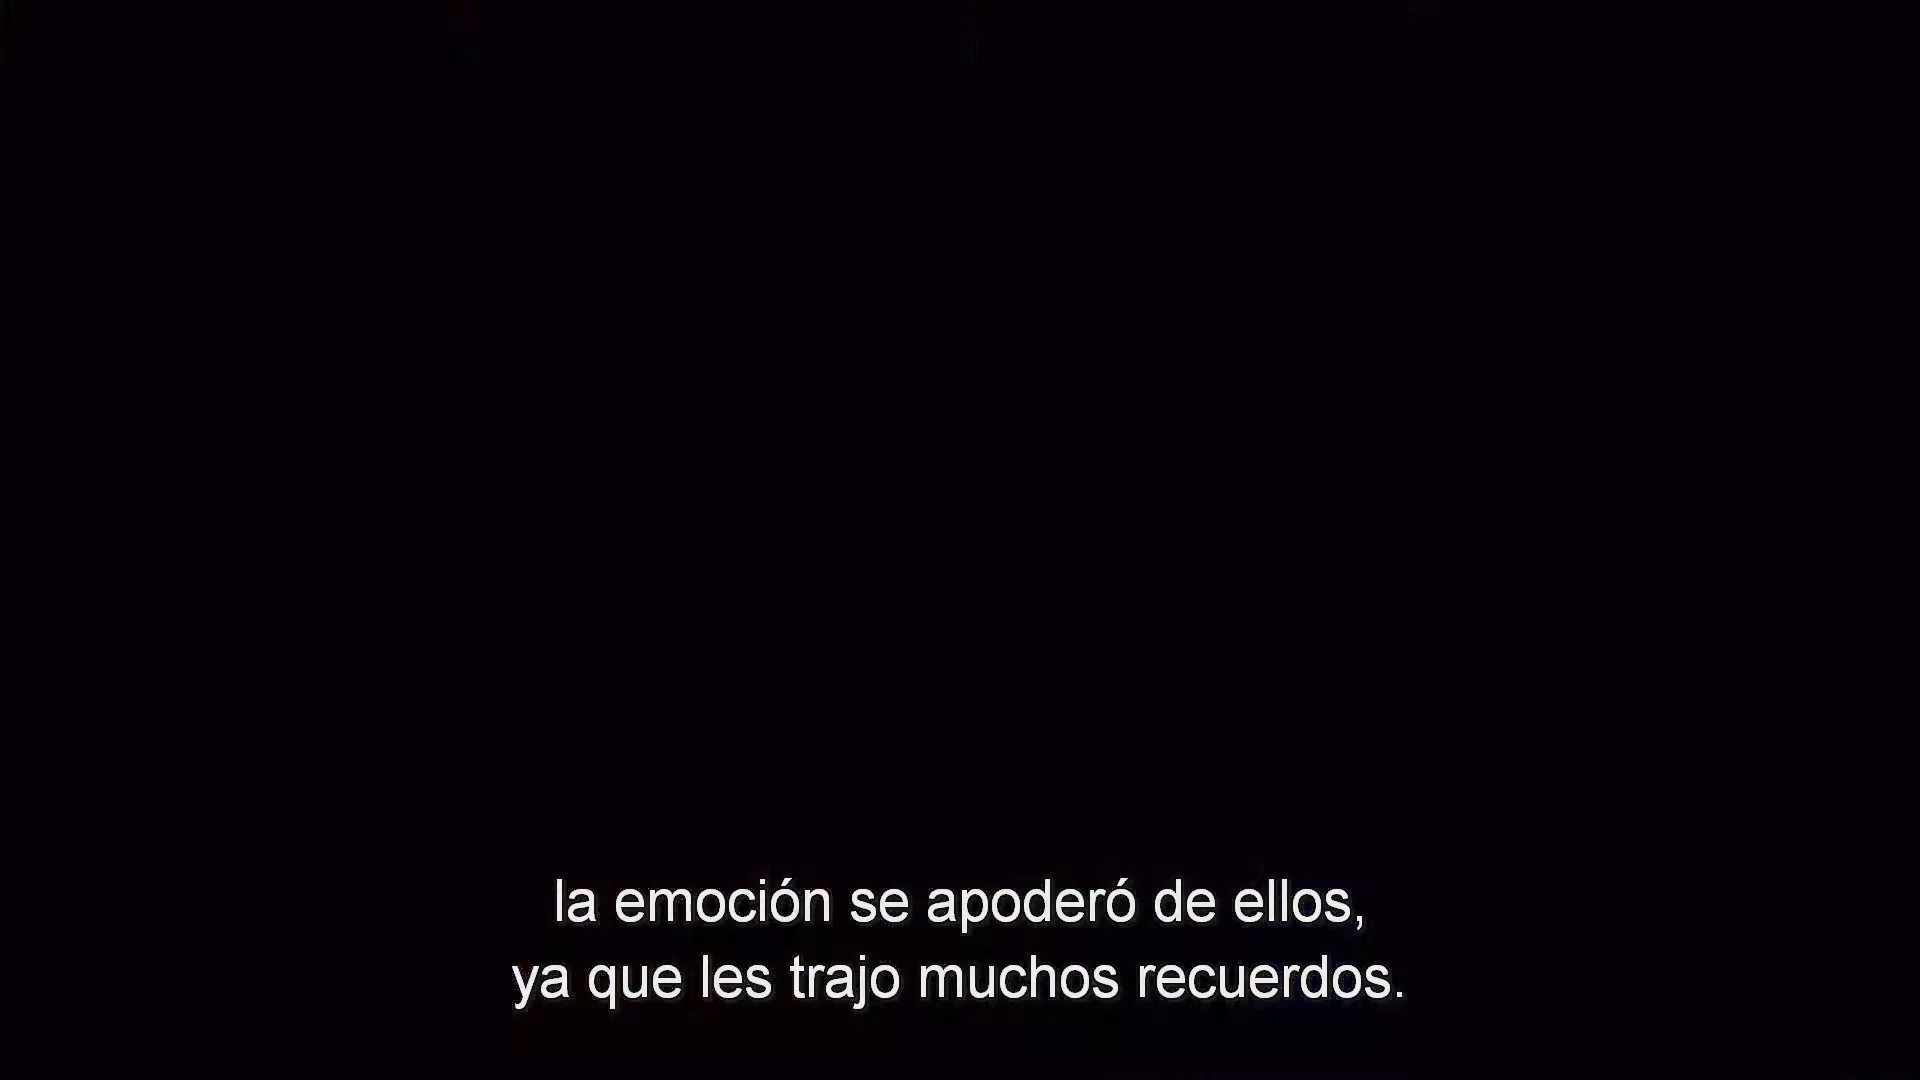 la emoción se apoderó de ellos,
ya que les trajo muchos recuerdos.